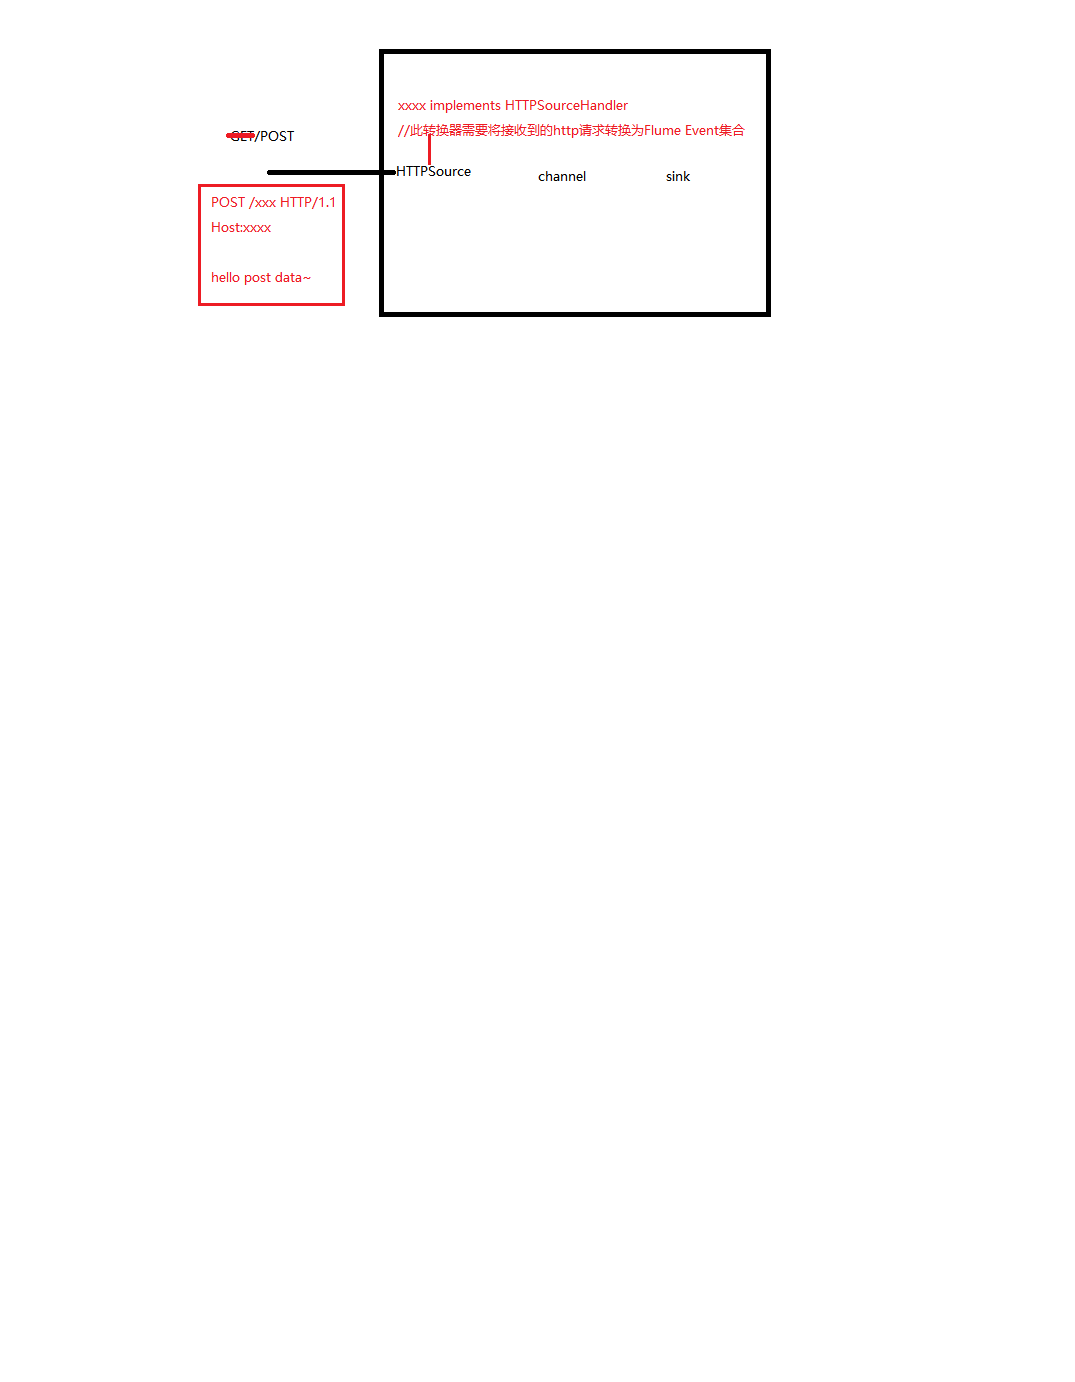 xxxx implements HTTPSourceHandler
//此转换器需要将接收到的http请求转换为Flume Event集合
GET/POST
HTTPSource
channel
sink
POST /xxx HTTP/1.1
Host:xxxx
hello post data~